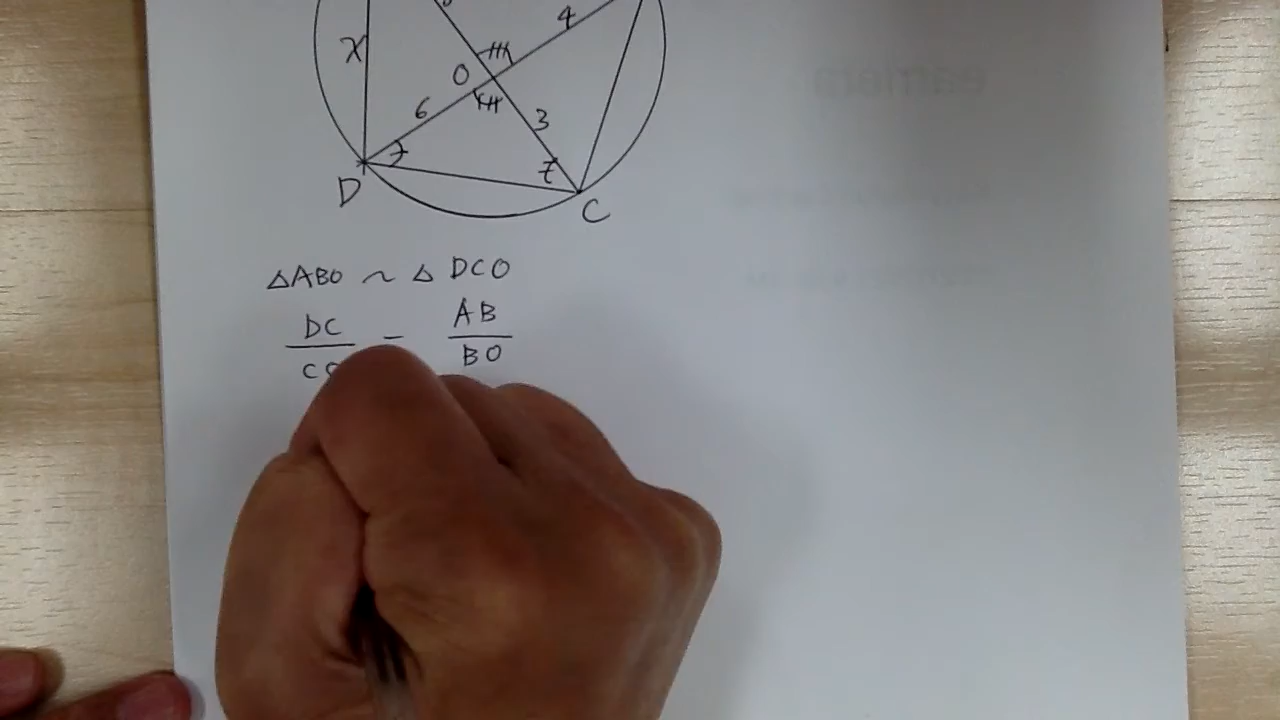 4
x
O
6
3
D
C
△ABO ~ △ DCO
DC = AB
BO